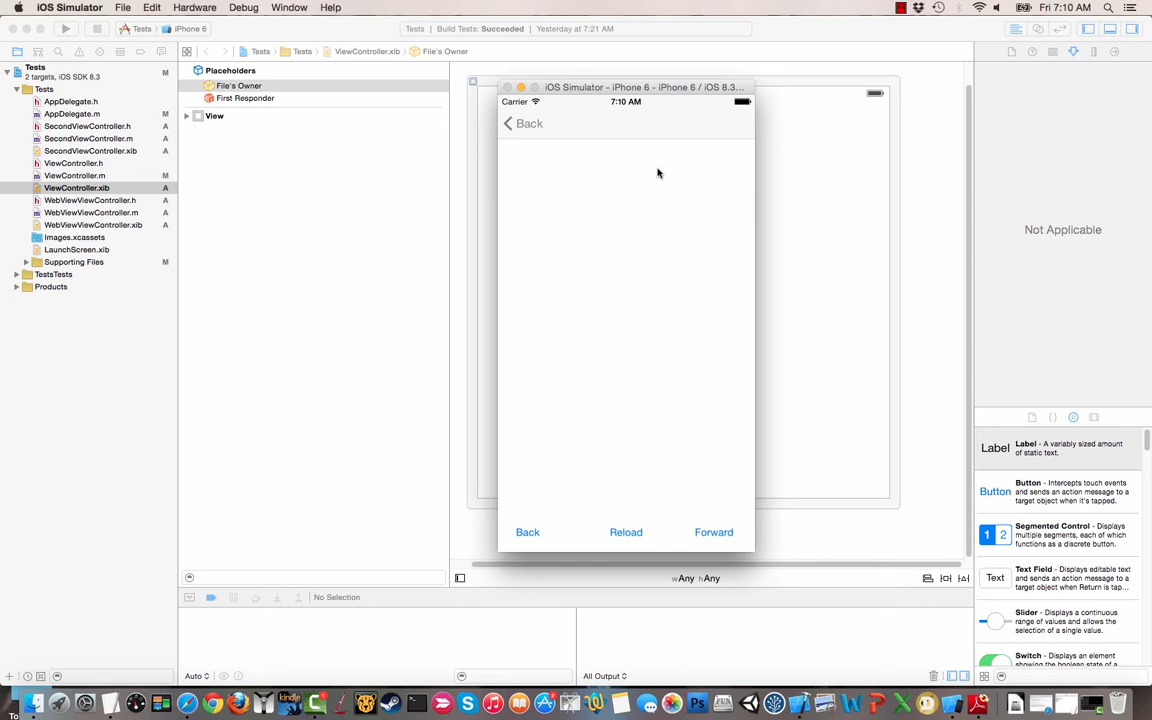 iOS Simulator File Edit Hardware Debug Window Help
Fri 7:10 AM
Tests iPhone 6
Tests | Build Tests: Succeeded | Yesterday at 7:21 AM
Tests Tests ViewController.xib File's Owner
Tests
2 targets, iOS SDK 8.3 M
Tests
AppDelegate.h
AppDelegate.m M
SecondViewController.h A
SecondViewController.m A
SecondViewController.xib A
ViewController.h A
ViewController.m M
ViewController.xib A
WebViewViewController.h A
WebViewViewController.m A
WebViewViewController.xib A
Images.xcassets
LaunchScreen.xib
Supporting Files M
TestsTests
Products
Placeholders
File's Owner
First Responder
View
iOS Simulator - iPhone 6 - iPhone 6 / iOS 8.3...
Carrier 7:10 AM
Back
Back Reload Forward
wAny hAny
No Selection
Auto
All Output
Not Applicable
Label Label - A variably sized amount
of static text.
Button Button - Intercepts touch events
and sends an action message to a
target object when it's tapped.
1 2 Segmented Control - Displays
multiple segments, each of which
functions as a discrete button.
Text Text Field - Displays editable text
and sends an action message to a
target object when Return is tap...
Slider - Displays a continuous
range of values and allows the
selection of a single value.
Switch - Displays an element
showing the boolean state of a
To